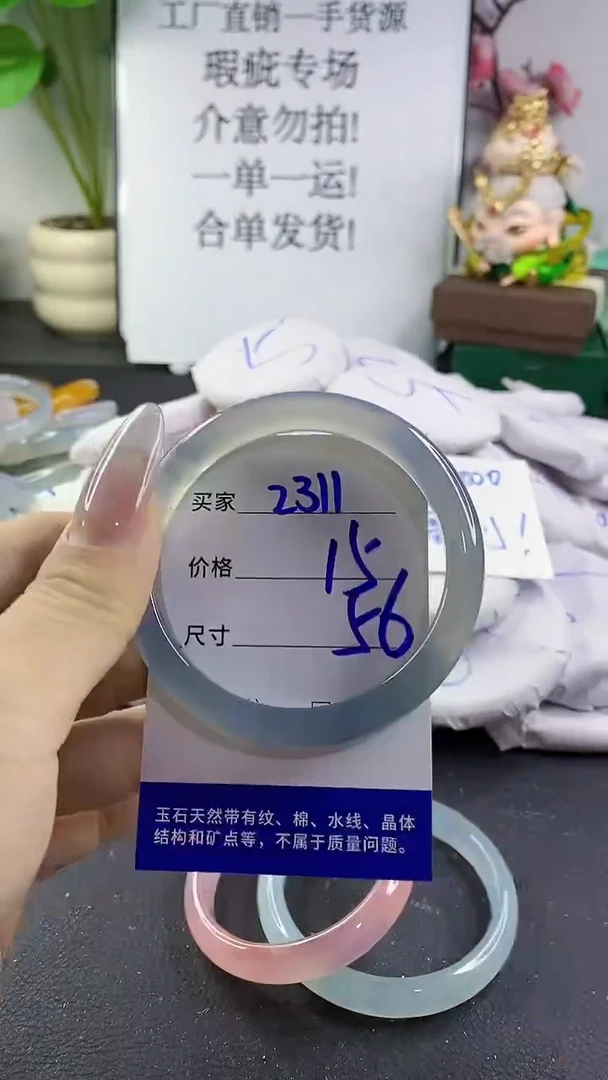 工厂直销一手货源
瑕疵专场
介意勿拍!
一单一运!
合单发货!
买家 2311
价格 15
尺寸 56
玉石天然带有纹、棉、水线、晶体
结构和矿点等，不属于质量问题。